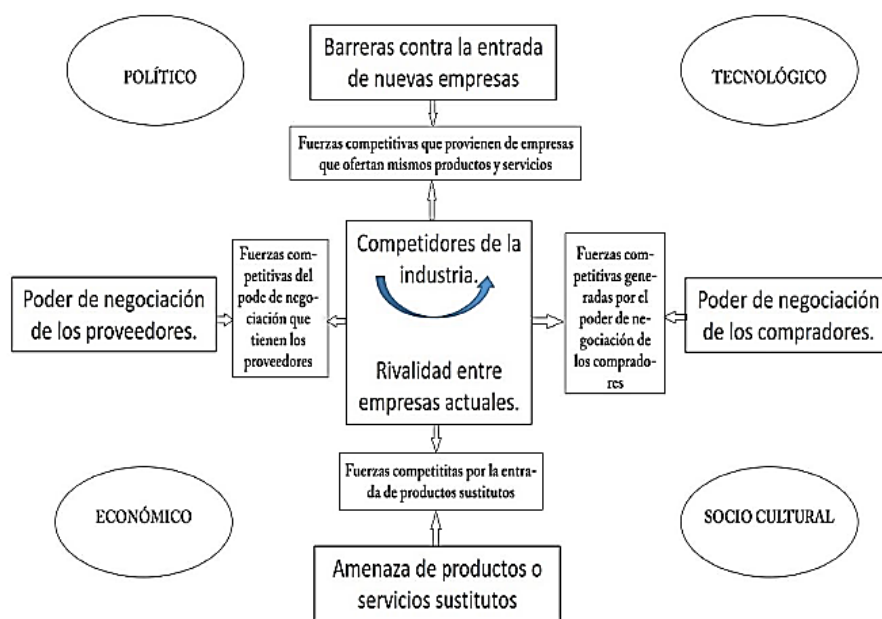 POLÍTICO
Barreras contra la entrada
de nuevas empresas
TECNOLÓGICO
Fuerzas competitivas que provienen de empresas
que ofertan mismos productos y servicios
Poder de negociación
de los proveedores.
Fuerzas com-
petitivas del
pode de nego-
ciación que
tienen los
proveedores
Competidores de la
industria.
Rivalidad entre
empresas actuales.
Fuerzas com-
petitivas gene-
radas por el
poder de ne-
gociación de
los comprado-
res
Poder de negociación
de los compradores.
Fuerzas competititas por la entra-
da de productos sustitutos
ECONÓMICO
SOCIO CULTURAL
Amenaza de productos o
servicios sustitutos